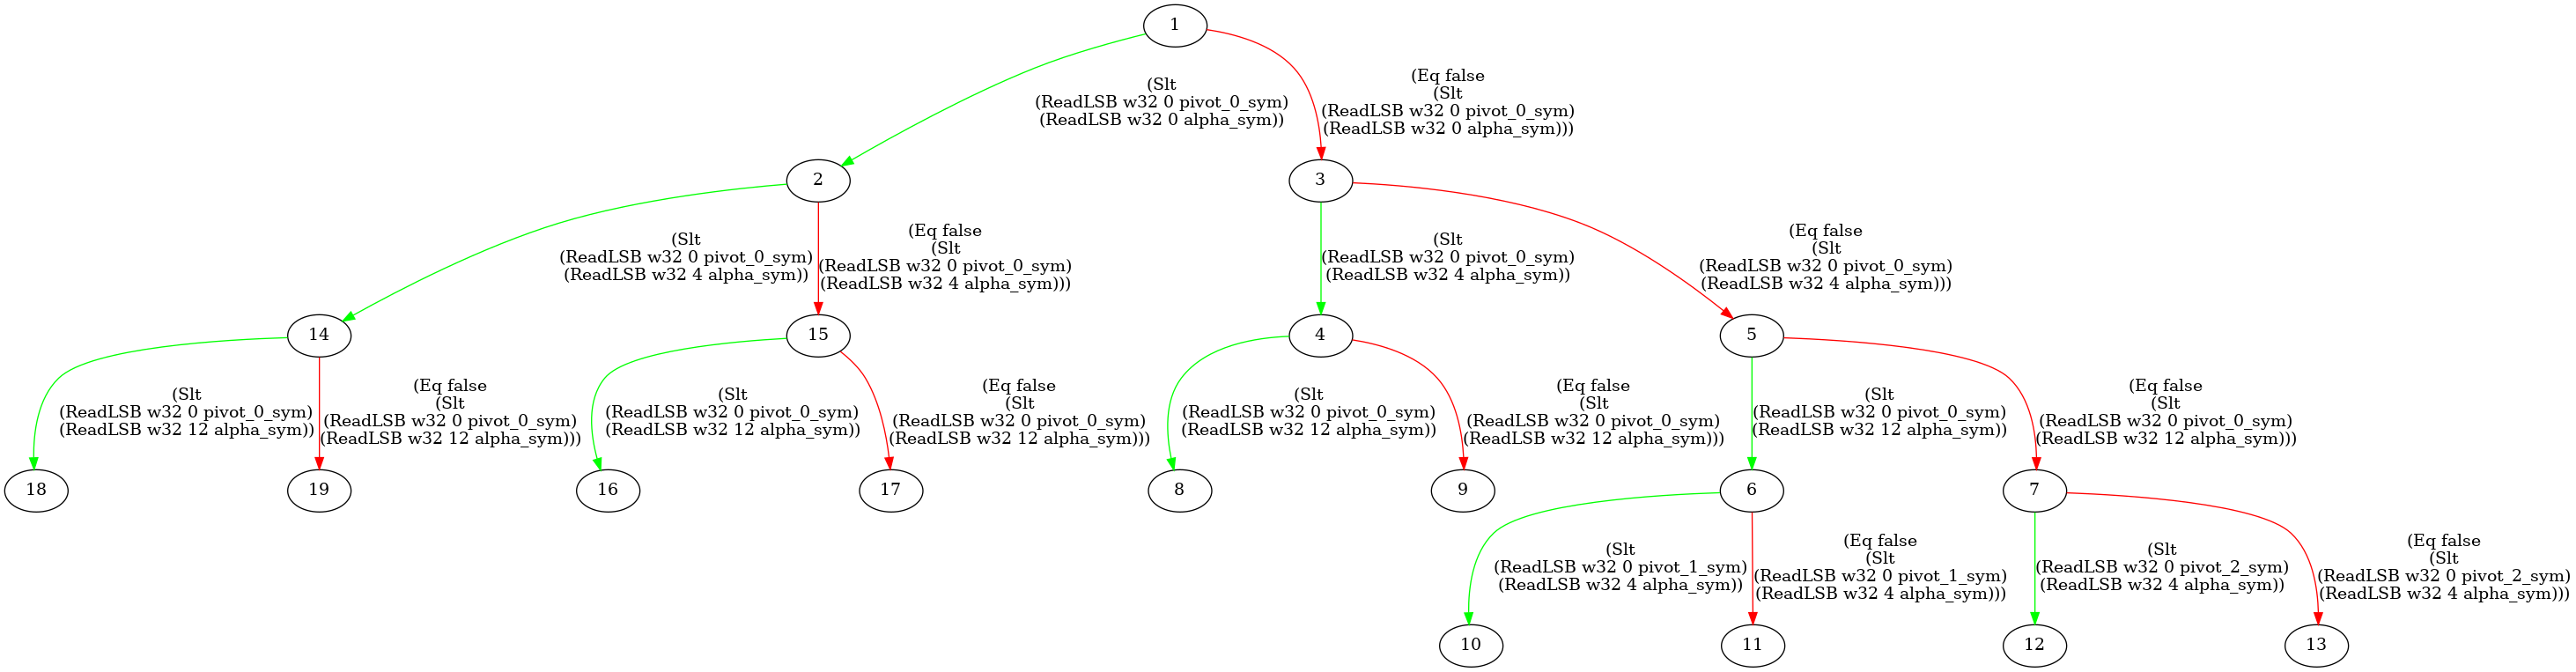 1
(Slt
(ReadLSB w32 0 pivot_0_sym)
(ReadLSB w32 0 alpha_sym))
(Eq false
(Slt
(ReadLSB w32 0 pivot_0_sym)
(ReadLSB w32 0 alpha_sym)))
2
3
(Slt
(ReadLSB w32 0 pivot_0_sym)
(ReadLSB w32 4 alpha_sym))
(Eq false
(Slt
(ReadLSB w32 0 pivot_0_sym)
(ReadLSB w32 4 alpha_sym)))
(Slt
(ReadLSB w32 0 pivot_0_sym)
(ReadLSB w32 4 alpha_sym))
(Eq false
(Slt
(ReadLSB w32 0 pivot_0_sym)
(ReadLSB w32 4 alpha_sym)))
14
15
4
5
(Slt
(ReadLSB w32 0 pivot_0_sym)
(ReadLSB w32 12 alpha_sym))
(Eq false
(Slt
(ReadLSB w32 0 pivot_0_sym)
(ReadLSB w32 12 alpha_sym)))
(Slt
(ReadLSB w32 0 pivot_0_sym)
(ReadLSB w32 12 alpha_sym))
(Eq false
(Slt
(ReadLSB w32 0 pivot_0_sym)
(ReadLSB w32 12 alpha_sym)))
(Slt
(ReadLSB w32 0 pivot_0_sym)
(ReadLSB w32 12 alpha_sym))
(Eq false
(Slt
(ReadLSB w32 0 pivot_0_sym)
(ReadLSB w32 12 alpha_sym)))
(Slt
(ReadLSB w32 0 pivot_0_sym)
(ReadLSB w32 12 alpha_sym))
(Eq false
(Slt
(ReadLSB w32 0 pivot_0_sym)
(ReadLSB w32 12 alpha_sym)))
18
19
16
17
8
9
6
7
(Slt
(ReadLSB w32 0 pivot_1_sym)
(ReadLSB w32 4 alpha_sym))
(Eq false
(Slt
(ReadLSB w32 0 pivot_1_sym)
(ReadLSB w32 4 alpha_sym)))
(Slt
(ReadLSB w32 0 pivot_2_sym)
(ReadLSB w32 4 alpha_sym))
(Eq false
(Slt
(ReadLSB w32 0 pivot_2_sym)
(ReadLSB w32 4 alpha_sym)))
10
11
12
13